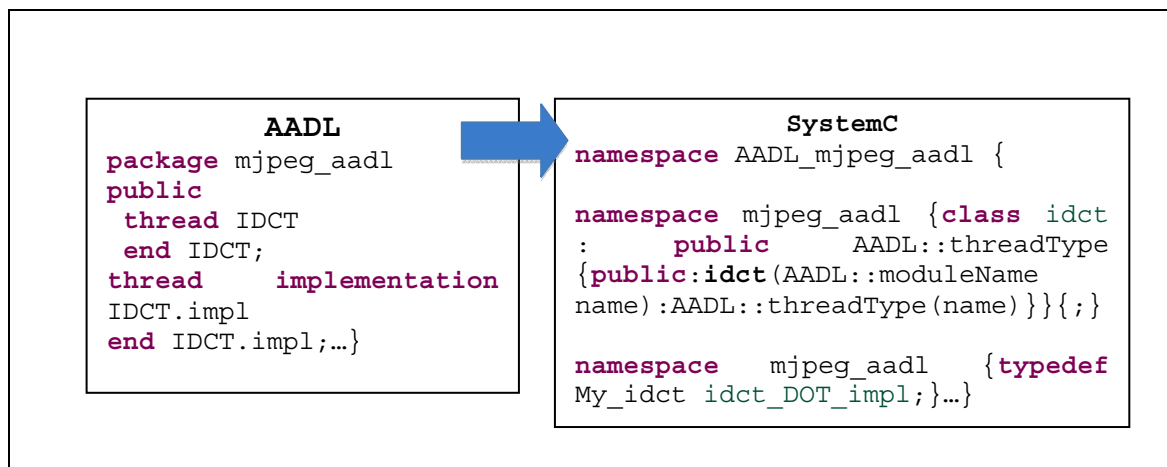 AADL
package mjpeg_aadl
public
thread IDCT
end IDCT;
thread implementation
IDCT.impl
end IDCT.impl;…}
SystemC
namespace AADL_mjpeg_aadl {
namespace mjpeg_aadl {class idct
: public AADL::threadType
{public:idct(AADL::moduleName
name):AADL::threadType(name)}}{;}
namespace mjpeg_aadl {typedef
My_idct idct_DOT_impl;}…}